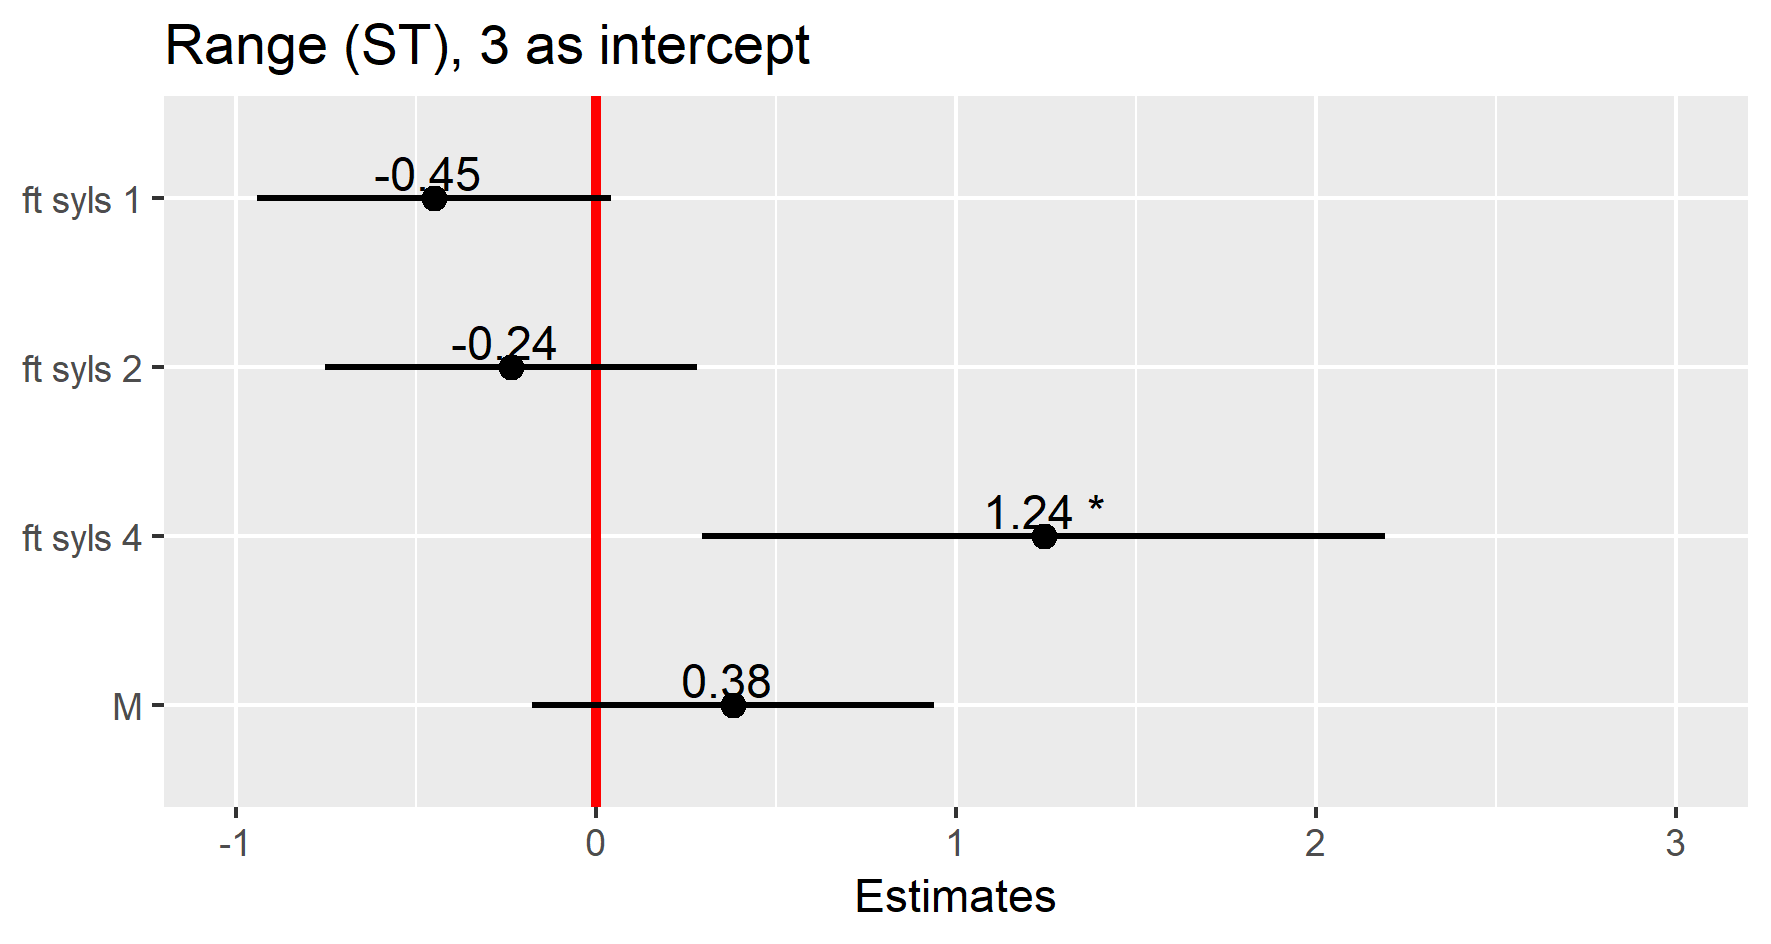 Range (ST), 3 as intercept
ft syls 1
-0.45
ft syls 2
-0.24
ft syls 4
1.24 *
M
0.38
-1 0 1 2 3
Estimates